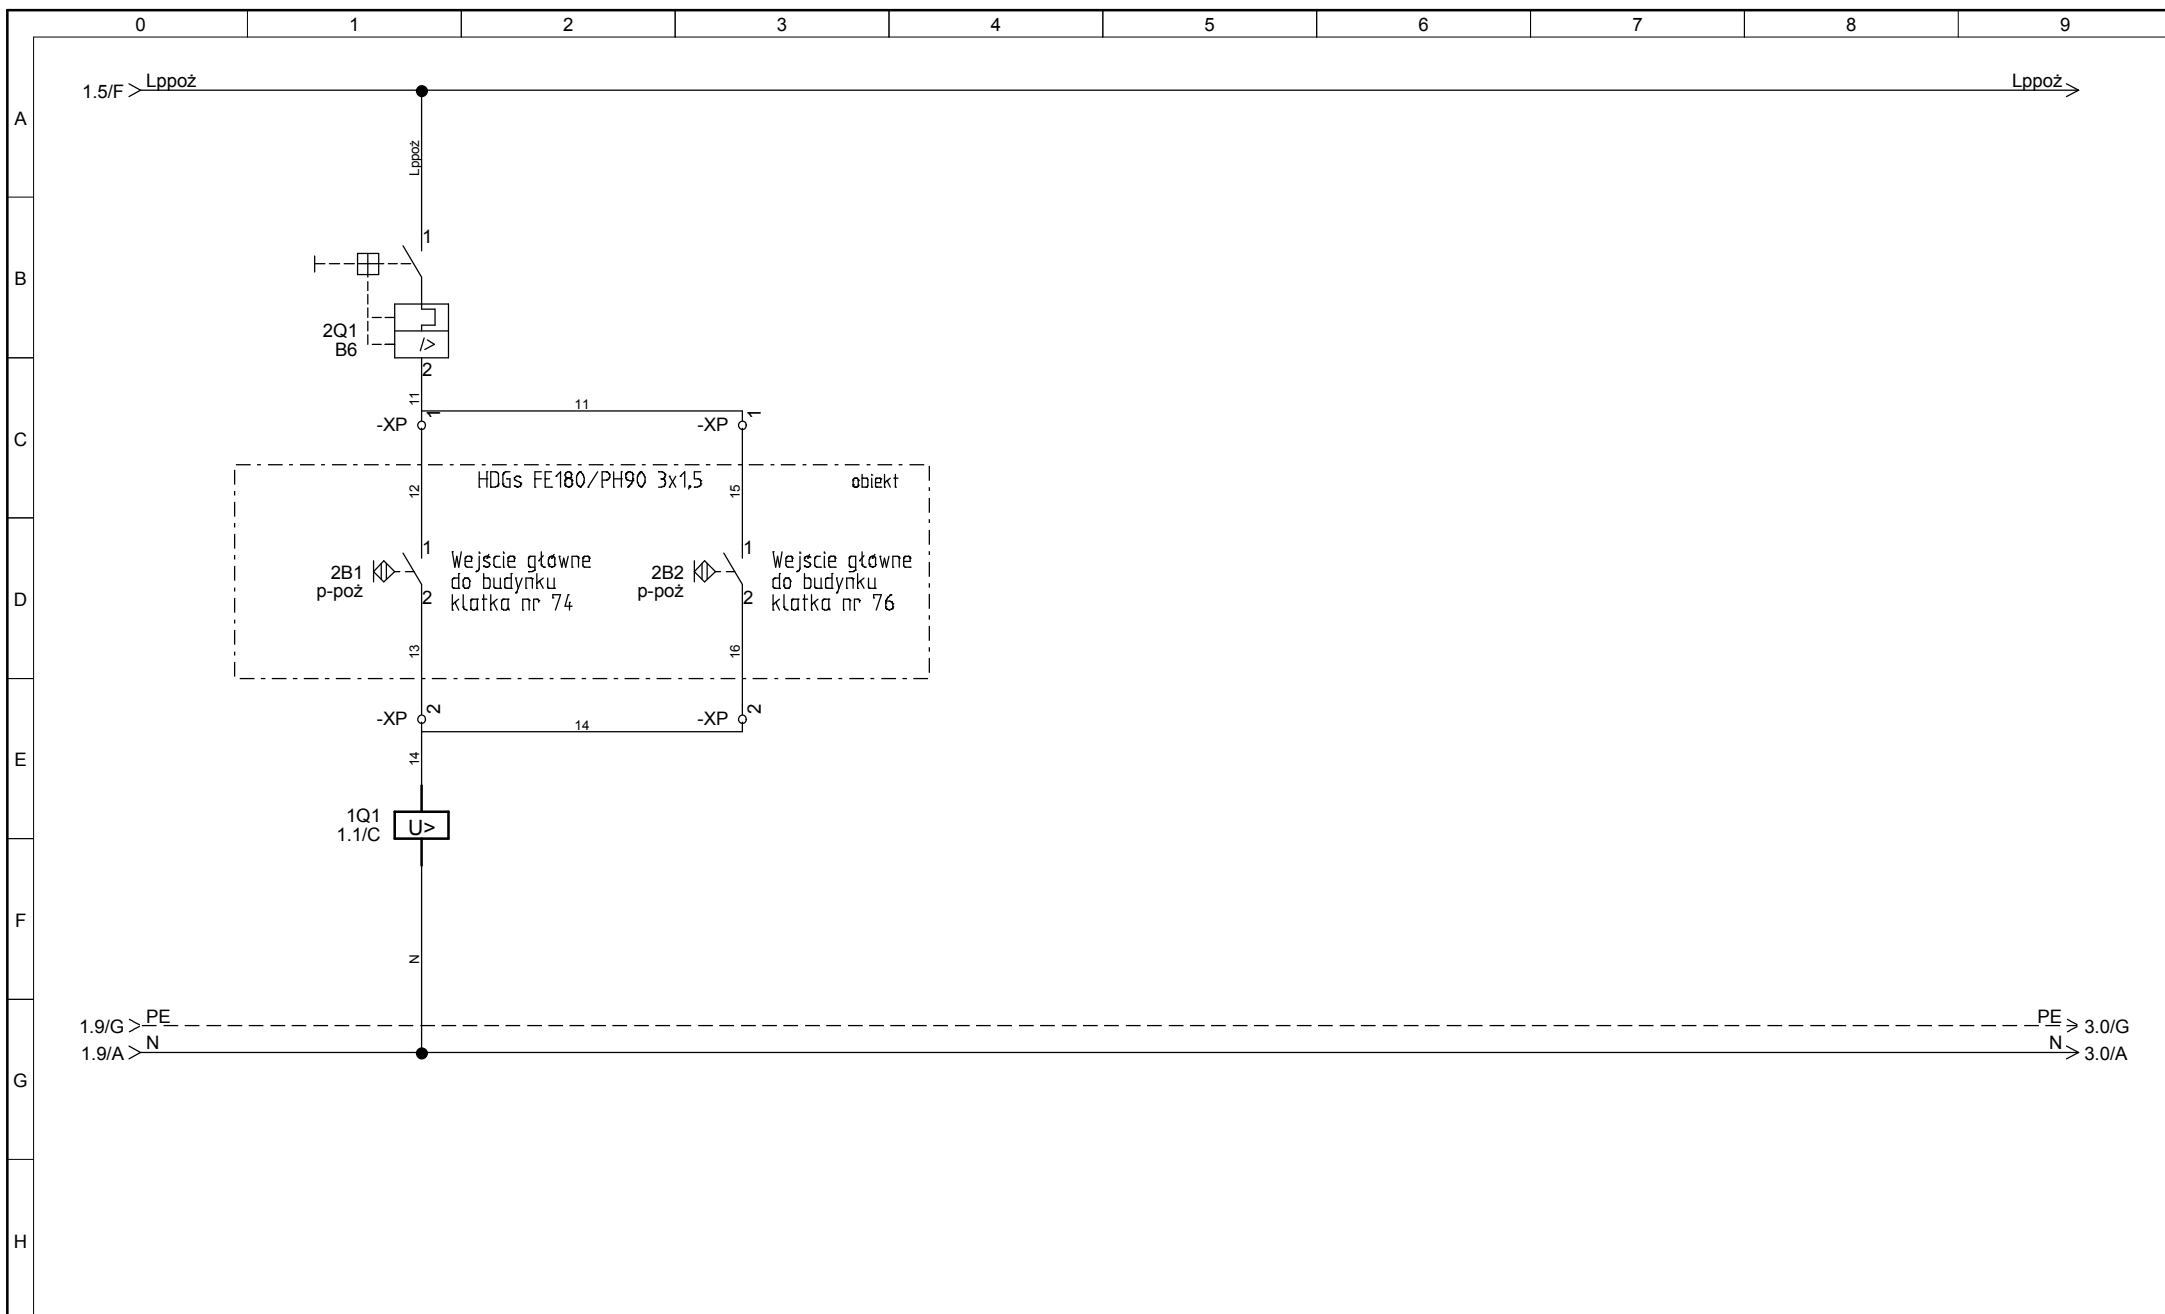 0 1 2 3 4 5 6 7 8 9
1.5/F Lppoż Lppoż
A
Lppoż
1
B
2Q1
B6
/>
2
11
11
1
1
-XP
-XP
C
HDGs FE180/PH90 3x1,5 obiekt
12
15
1
1
2B1
p-poż
Wejście główne
do budynku
klatka nr 74
2B2
p-poż
Wejście główne
do budynku
klatka nr 76
D
2
2
13
16
-XP 2
-XP 2
14
14
E
1Q1
1.1/C
U>
F
N
1.9/G PE PE 3.0/G
1.9/A N N 3.0/A
G
H